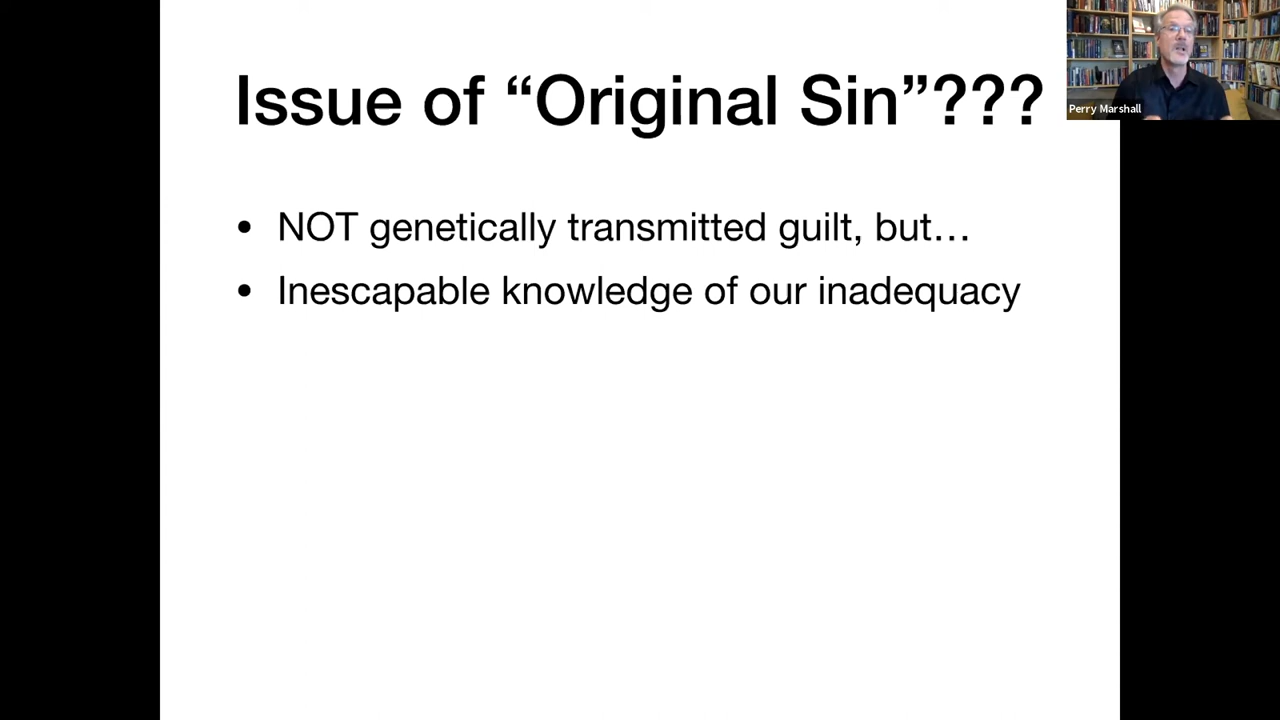 Issue of “Original Sin”???
• NOT genetically transmitted guilt, but…
• Inescapable knowledge of our inadequacy
Perry Marshall